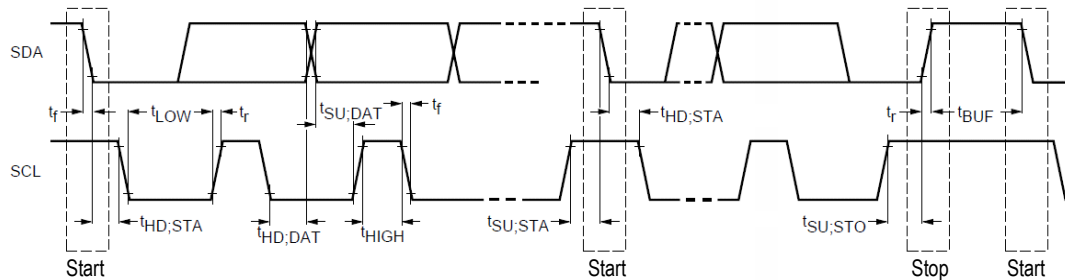 SDA
tf tLOW tr tSU;DAT tf tHD;STA tr tBUF
SCL
tHD;STA tHD;DAT tHIGH tSU;STA tSU;STO
Start Start Stop Start